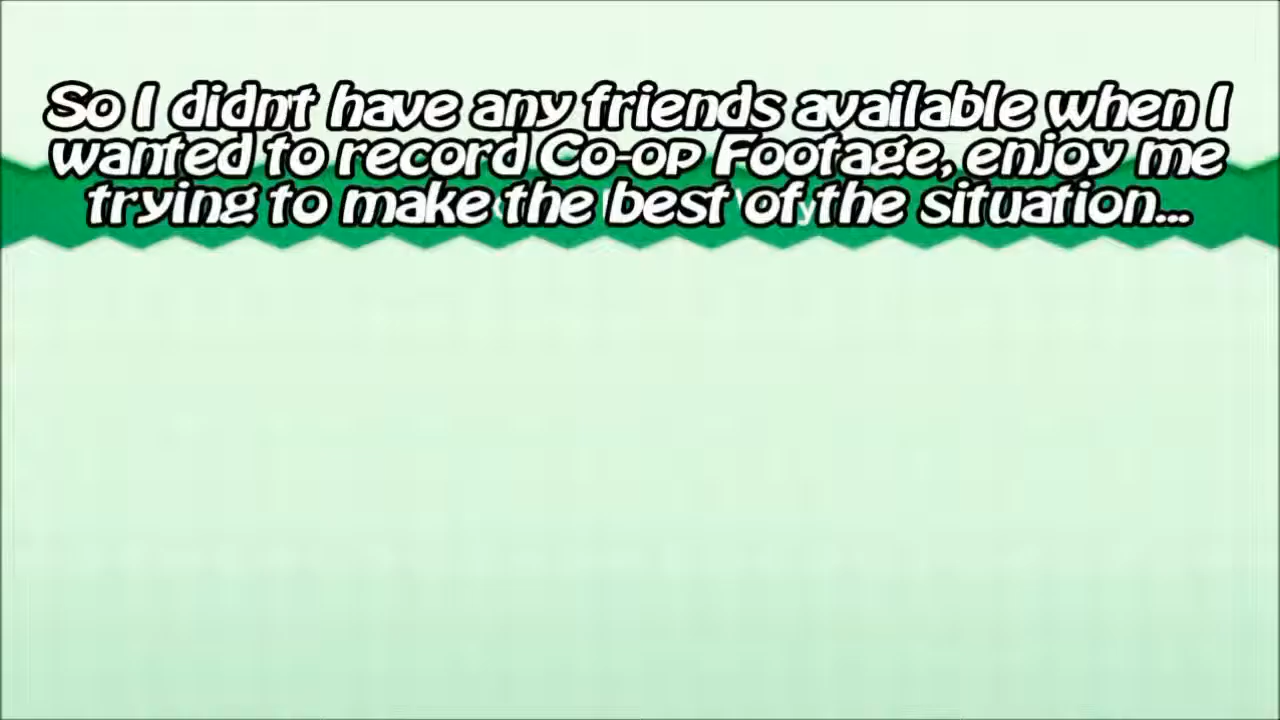 So I didn't have any friends available when I
wanted to record Co-op Footage, enjoy me
trying to make the best of the situation...